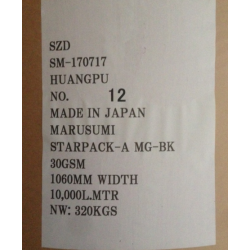 SZD
SM-170717
HUANGPU
NO. 12
MADE IN JAPAN
MARUSUMI
STARPACK-A MG-BK
30GSM
1060MM WIDTH
10,000L.MTR
NW: 320KGS